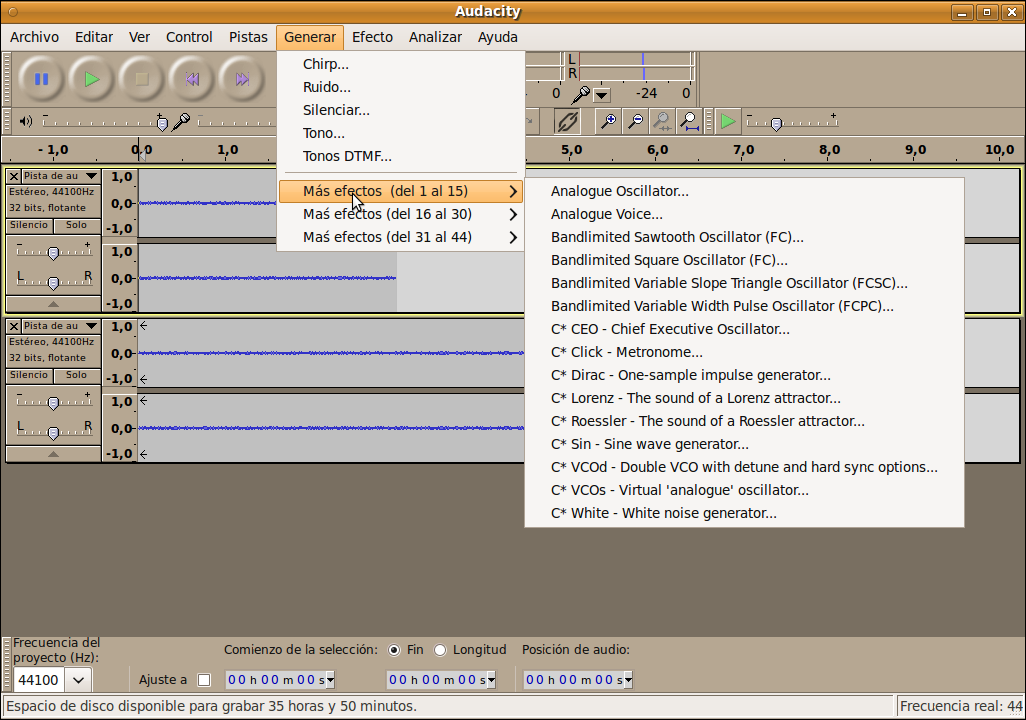 Audacity
Archivo Editar Ver Control Pistas Generar Efecto Analizar Ayuda
Chirp...
Ruido...
Silenciar...
Tono...
Tonos DTMF...
Más efectos (del 1 al 15)
Maś efectos (del 16 al 30)
Maś efectos (del 31 al 44)
Analogue Oscillator...
Analogue Voice...
Bandlimited Sawtooth Oscillator (FC)...
Bandlimited Square Oscillator (FC)...
Bandlimited Variable Slope Triangle Oscillator (FCSC)...
Bandlimited Variable Width Pulse Oscillator (FCPC)...
C* CEO - Chief Executive Oscillator...
C* Click - Metronome...
C* Dirac - One-sample impulse generator...
C* Lorenz - The sound of a Lorenz attractor...
C* Roessler - The sound of a Roessler attractor...
C* Sin - Sine wave generator...
C* VCOd - Double VCO with detune and hard sync options...
C* VCOs - Virtual 'analogue' oscillator...
C* White - White noise generator...
L
R
0 -24 0
- 1,0 0,0 1,0 5,0 6,0 7,0 8,0 9,0 10,0
Pista de au
Estéreo, 44100Hz
32 bits, flotante
Silencio Solo
- +
L R
1,0
0,0-
-1,0
1,0
0,0-
-1,0
Pista de au
Estéreo, 44100Hz
32 bits, flotante
Silencio Solo
- +
L R
1,0
0,0-
-1,0
1,0
0,0-
-1,0
Frecuencia del
proyecto (Hz):
44100
Ajuste a
Comienzo de la selección: Fin Longitud Posición de audio:
00 h 00 m 00 s 00 h 00 m 00 s 00 h 00 m 00 s
Espacio de disco disponible para grabar 35 horas y 50 minutos.
Frecuencia real: 44